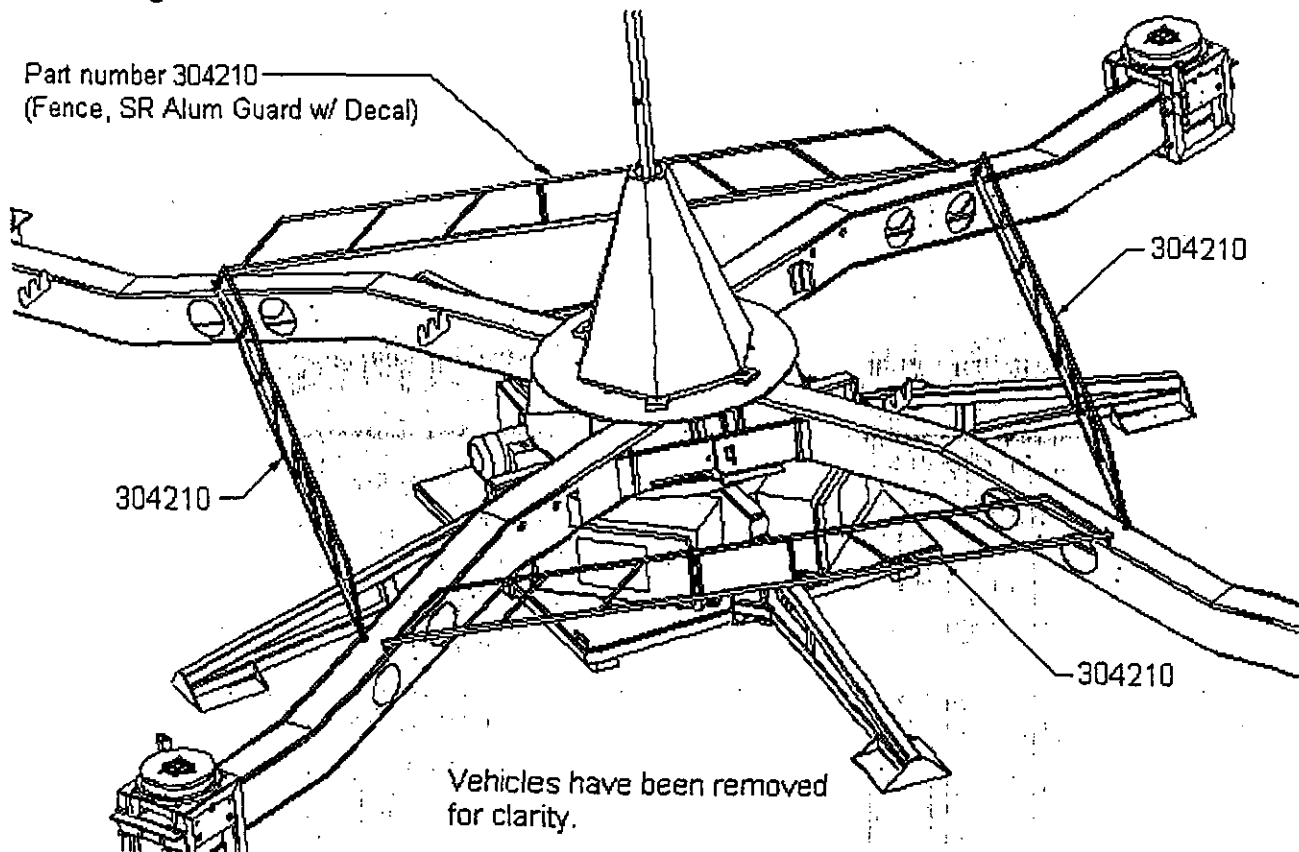 Part number 304210
(Fence, SR Alum Guard w/ Decal)
304210
304210
304210
Vehicles have been removed
for clarity.